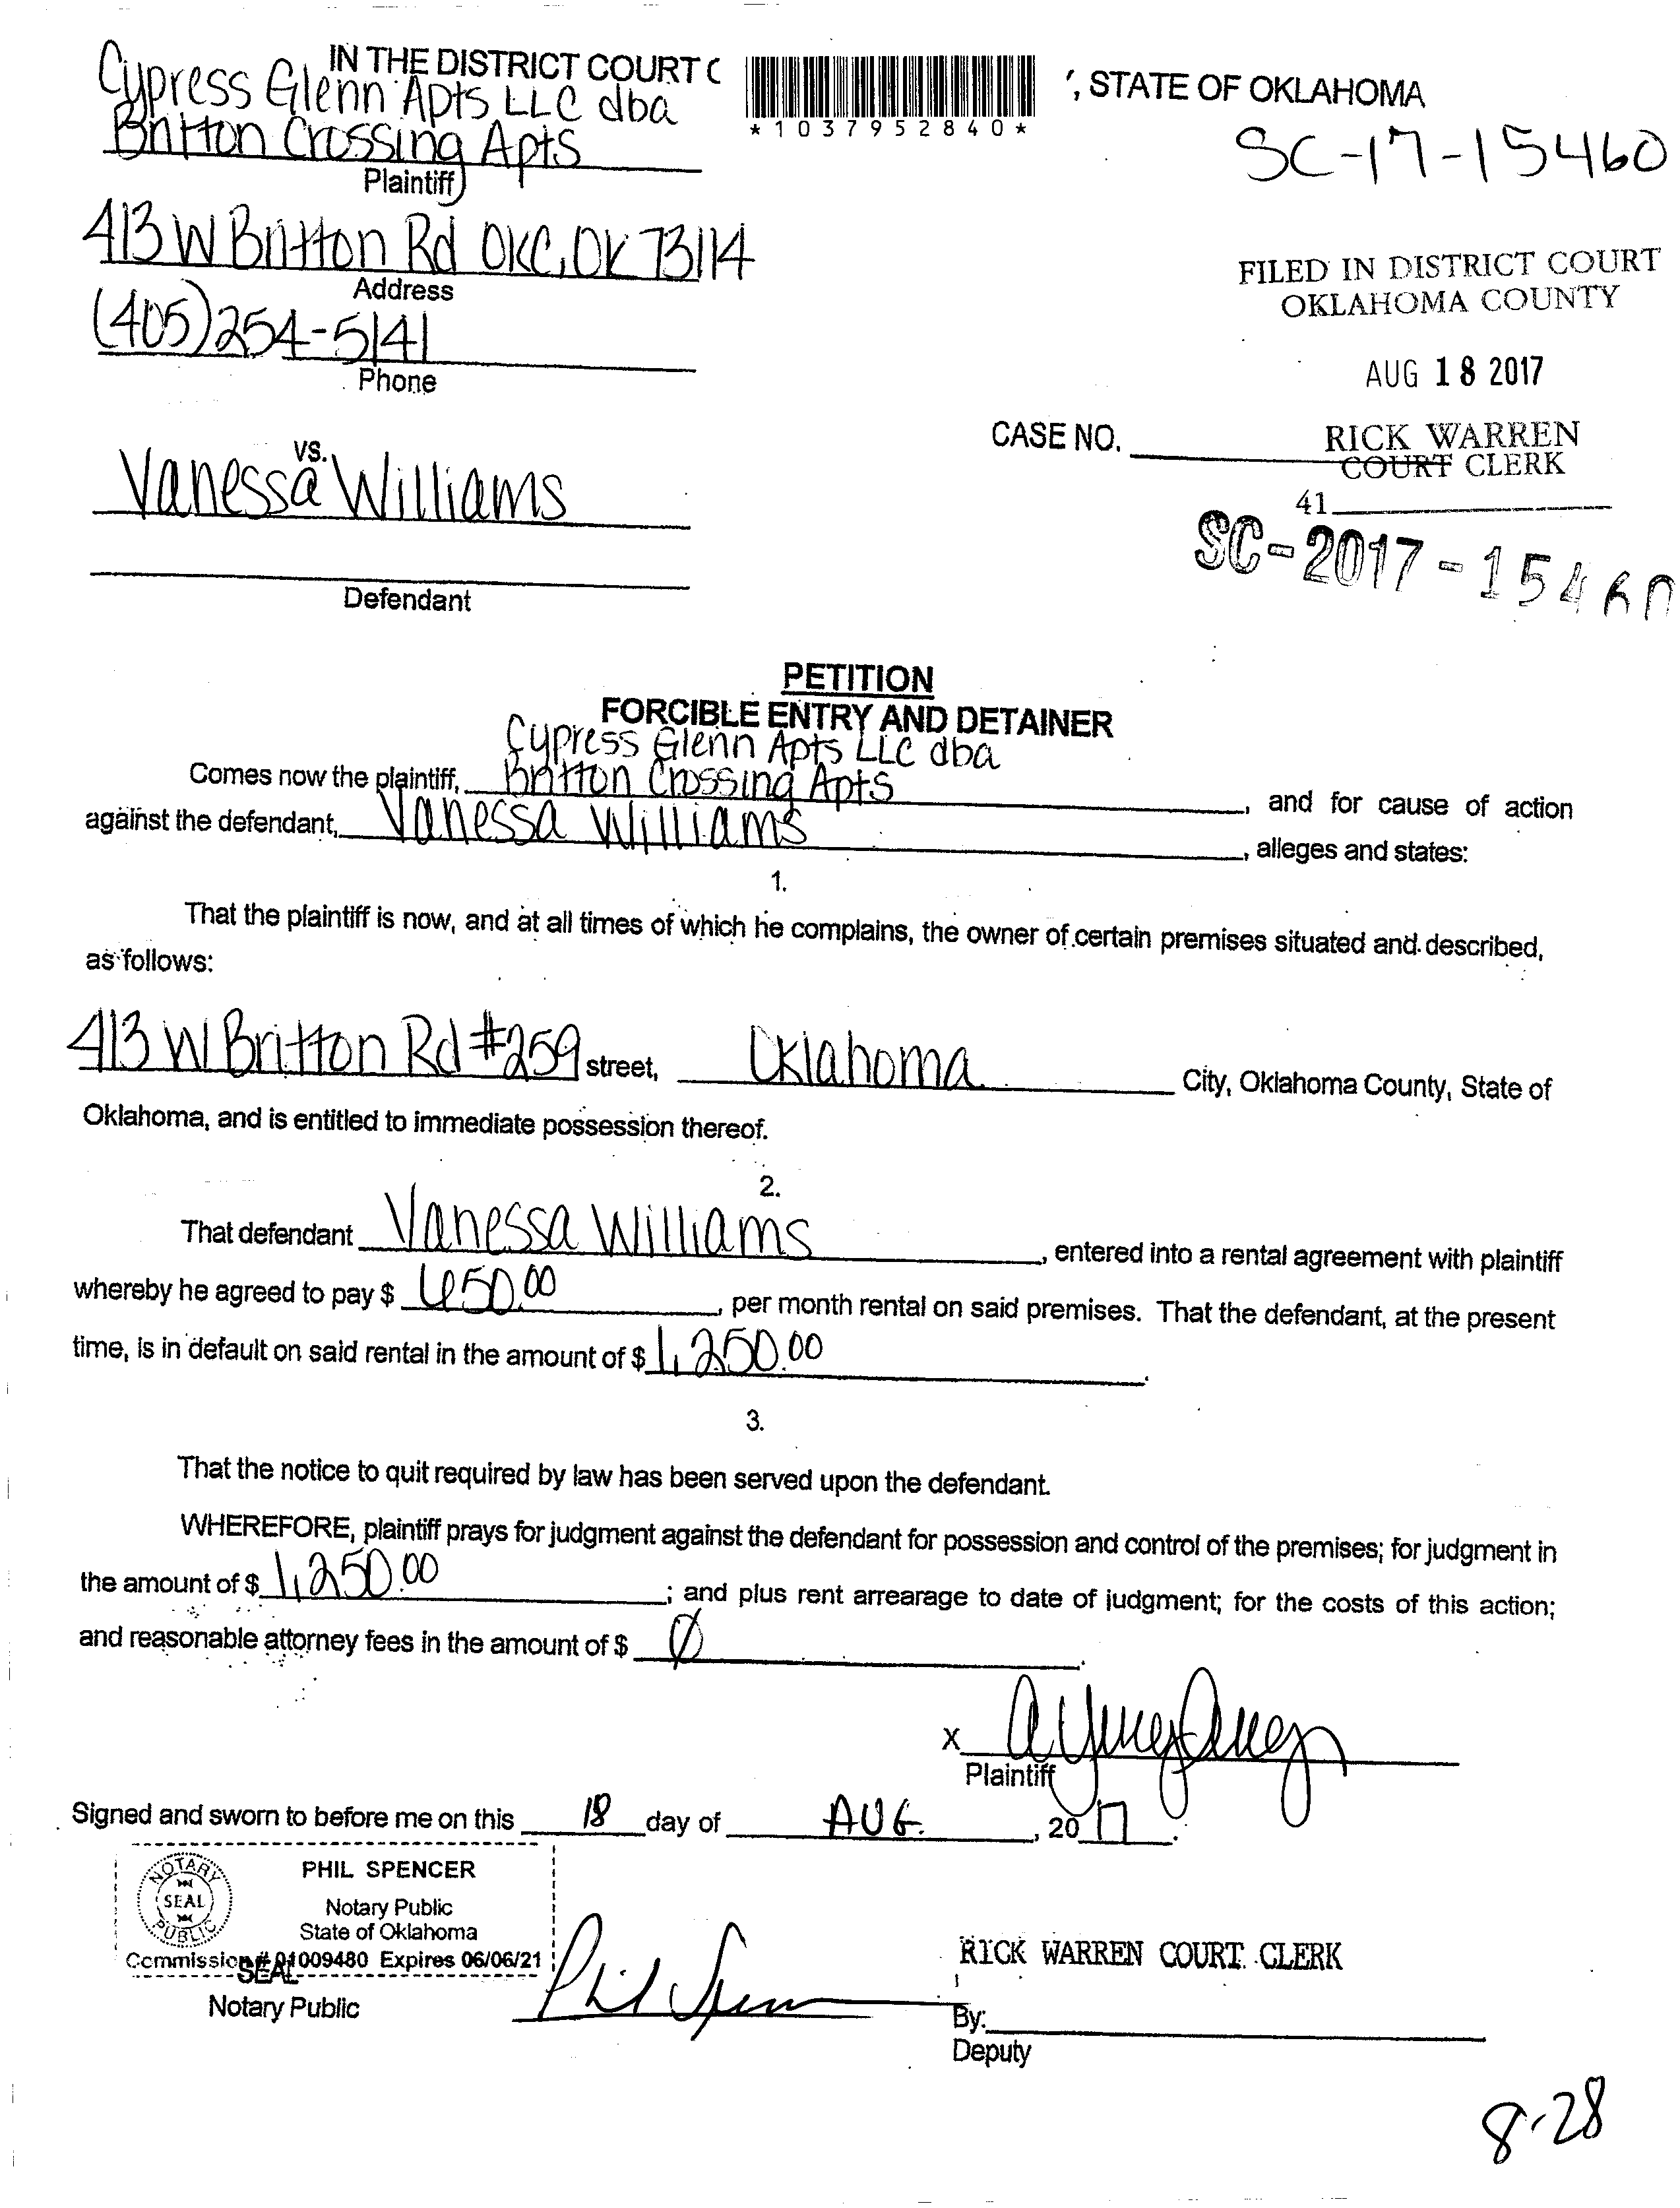 IN THE DISTRICT COURT
, STATE OF OKLAHOMA
*1037952840*
Cypress Glenn Apts LLC dba
Britton Crossing Apts
Plaintiff
SC-17-15460
413 W Britton Rd OKC, OK 73114
Address
(405) 254-5141
Phone
FILED IN DISTRICT COURT
OKLAHOMA COUNTY
AUG 18 2017
RICK WARREN
COURT CLERK
41
CASE NO.
SC-2017-15460
vs.
Vanessa Williams
Defendant
PETITION
FORCIBLE ENTRY AND DETAINER
Cypress Glenn Apts LLC dba
Comes now the plaintiff, Britton Crossing Apts, and for cause of action
against the defendant, Vanessa Williams, alleges and states:
1.
That the plaintiff is now, and at all times of which he complains, the owner of certain premises situated and described,
as follows:
413 W Britton Rd #259 street, Oklahoma City, Oklahoma County, State of
Oklahoma, and is entitled to immediate possession thereof.
2.
That defendant Vanessa Williams, entered into a rental agreement with plaintiff
whereby he agreed to pay $ 650.00, per month rental on said premises. That the defendant, at the present
time, is in default on said rental in the amount of $ 1,250.00.
3.
That the notice to quit required by law has been served upon the defendant.
WHEREFORE, plaintiff prays for judgment against the defendant for possession and control of the premises; for judgment in
the amount of $ 1,250.00; and plus rent arrearage to date of judgment; for the costs of this action;
and reasonable attorney fees in the amount of $ Ø.
X
Plaintiff
Signed and sworn to before me on this 18 day of AUG., 2017.
NOTARY PUBLIC
SEAL
PHIL SPENCER
Notary Public
State of Oklahoma
Commission# 01009480 Expires 06/06/21
SEAL
Notary Public
Phil Spencer
RICK WARREN COURT CLERK
By:
Deputy
8-28